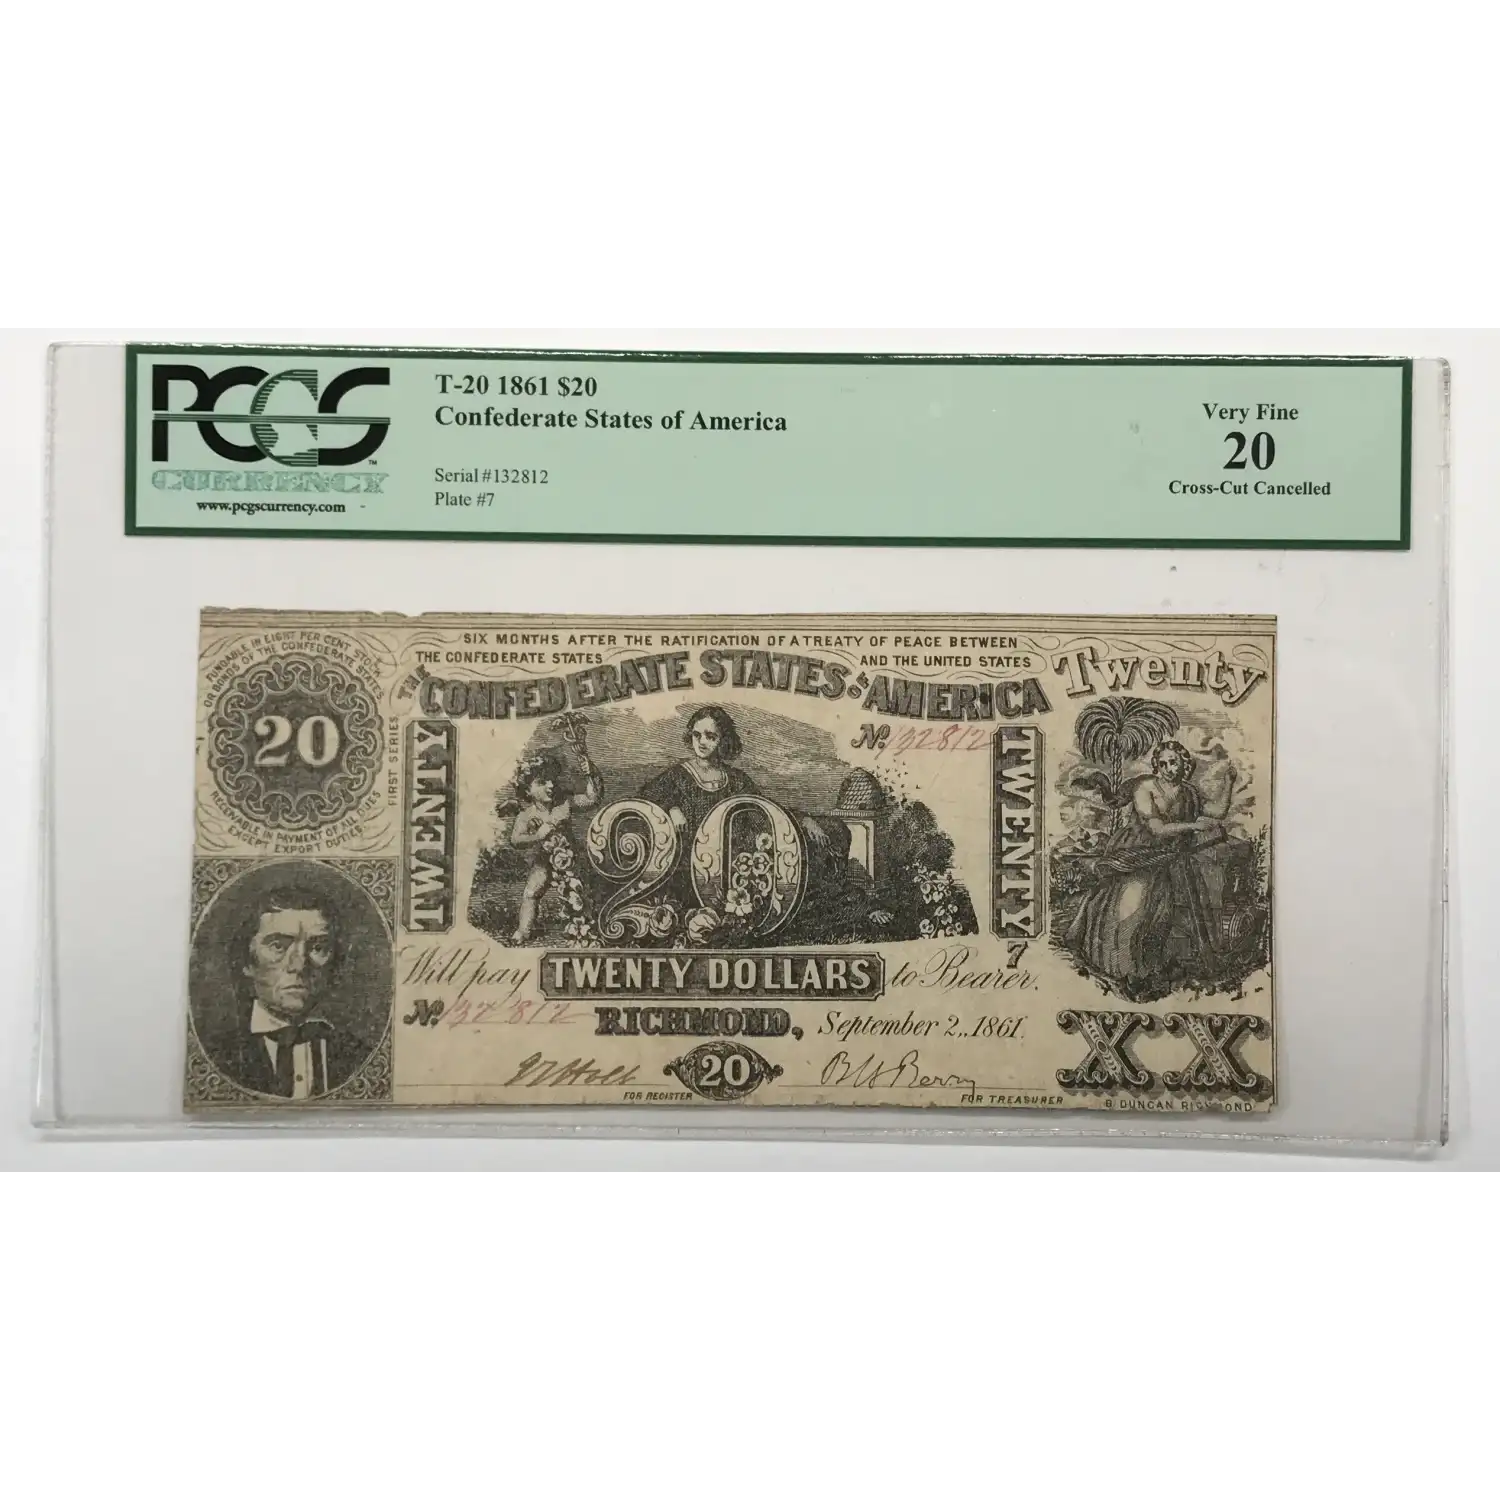 PCGS™
CURRENCY
www.pcgscurrency.com
T-20 1861 $20
Confederate States of America
Serial #132812
Plate #7
Very Fine
20
Cross-Cut Cancelled
FUNDABLE IN EIGHT PER CENT STOCK
OR BONDS OF THE CONFEDERATE STATES
20
RECEIVABLE IN PAYMENT OF ALL DUES
EXCEPT EXPORT DUTIES.
FIRST SERIES
SIX MONTHS AFTER THE RATIFICATION OF A TREATY OF PEACE BETWEEN
THE CONFEDERATE STATES AND THE UNITED STATES
THE CONFEDERATE STATES OF AMERICA
Twenty
No. 132812
TWENTY
20
TWENTY
7
Will pay TWENTY DOLLARS to Bearer.
No. 132812 RICHMOND, September 2,, 1861.
XX
20
FOR REGISTER
FOR TREASURER
B. DUNCAN RICHMOND